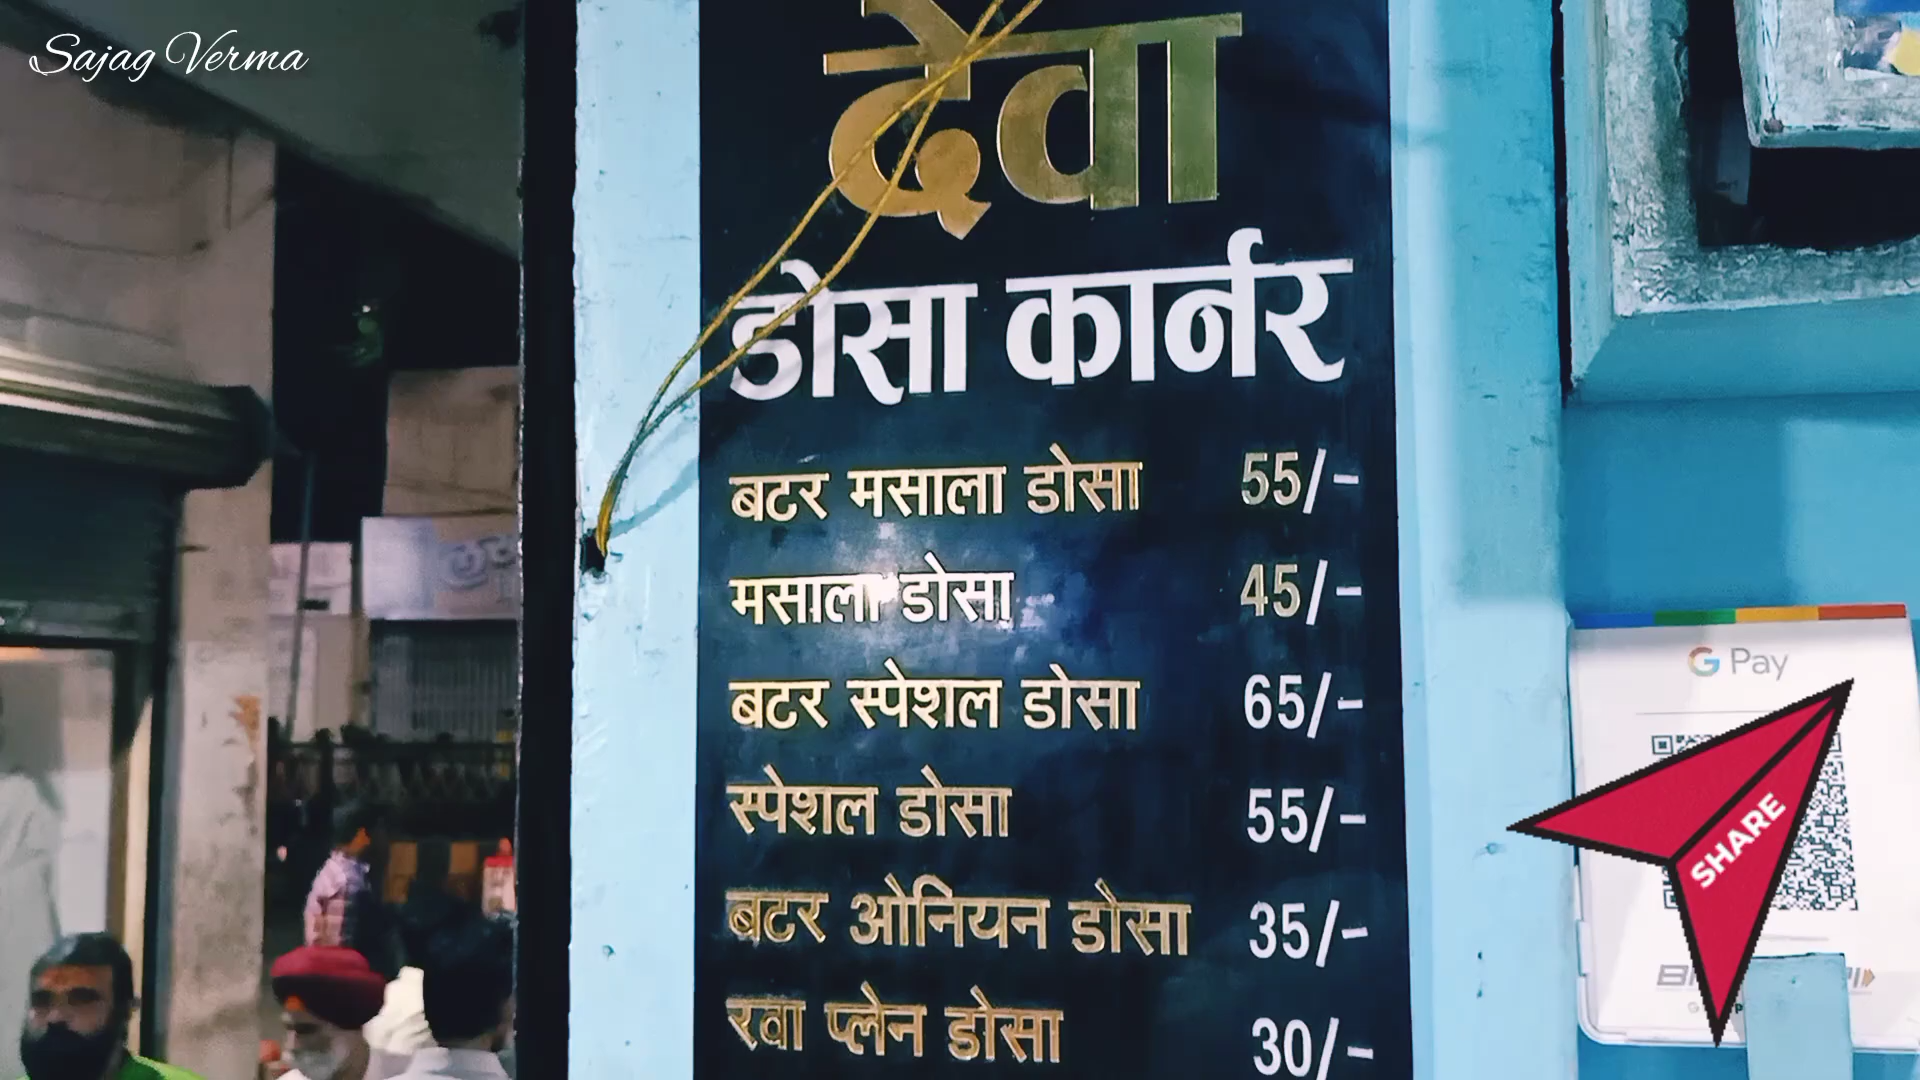 Sajag Verma
देवा
डोसा कार्नर
बटर मसाला डोसा 55/-
मसाला डोसा 45/-
बटर स्पेशल डोसा 65/-
स्पेशल डोसा 55/-
बटर ओनियन डोसा 35/-
रवा प्लेन डोसा 30/-
G Pay
SHARE